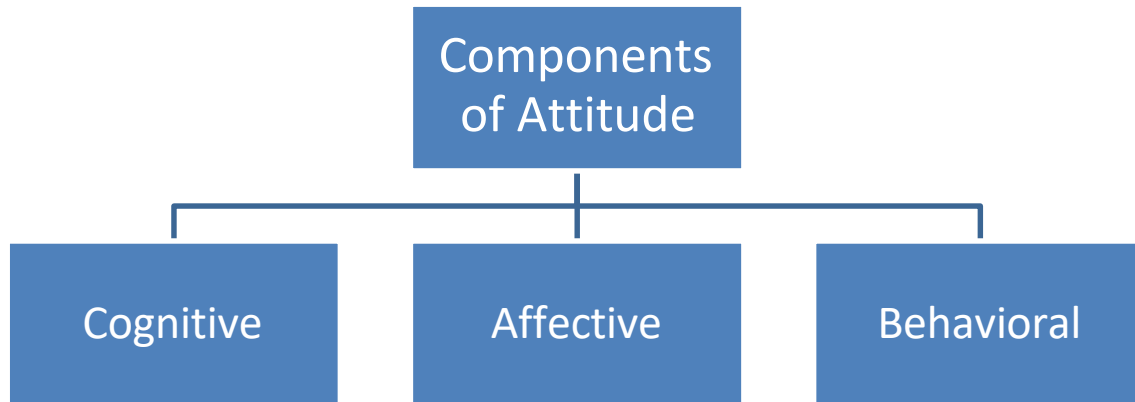 Components
of Attitude
Cognitive
Affective
Behavioral